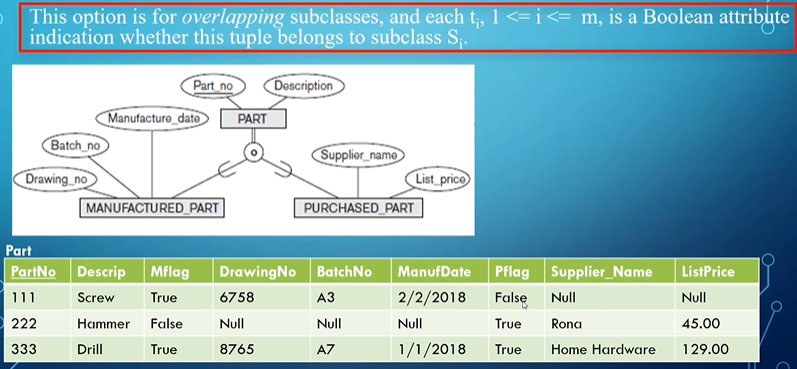 This option is for overlapping subclasses, and each ti, 1 <= i <= m, is a Boolean attribute
indication whether this tuple belongs to subclass Si.
Part_no Description
Manufacture_date PART
Batch_no
Supplier_name
Drawing_no List_price
MANUFACTURED_PART PURCHASED_PART
o
Part
PartNo Descrip Mflag DrawingNo BatchNo ManufDate Pflag Supplier_Name ListPrice
111 Screw True 6758 A3 2/2/2018 False Null Null
222 Hammer False Null Null Null True Rona 45.00
333 Drill True 8765 A7 1/1/2018 True Home Hardware 129.00